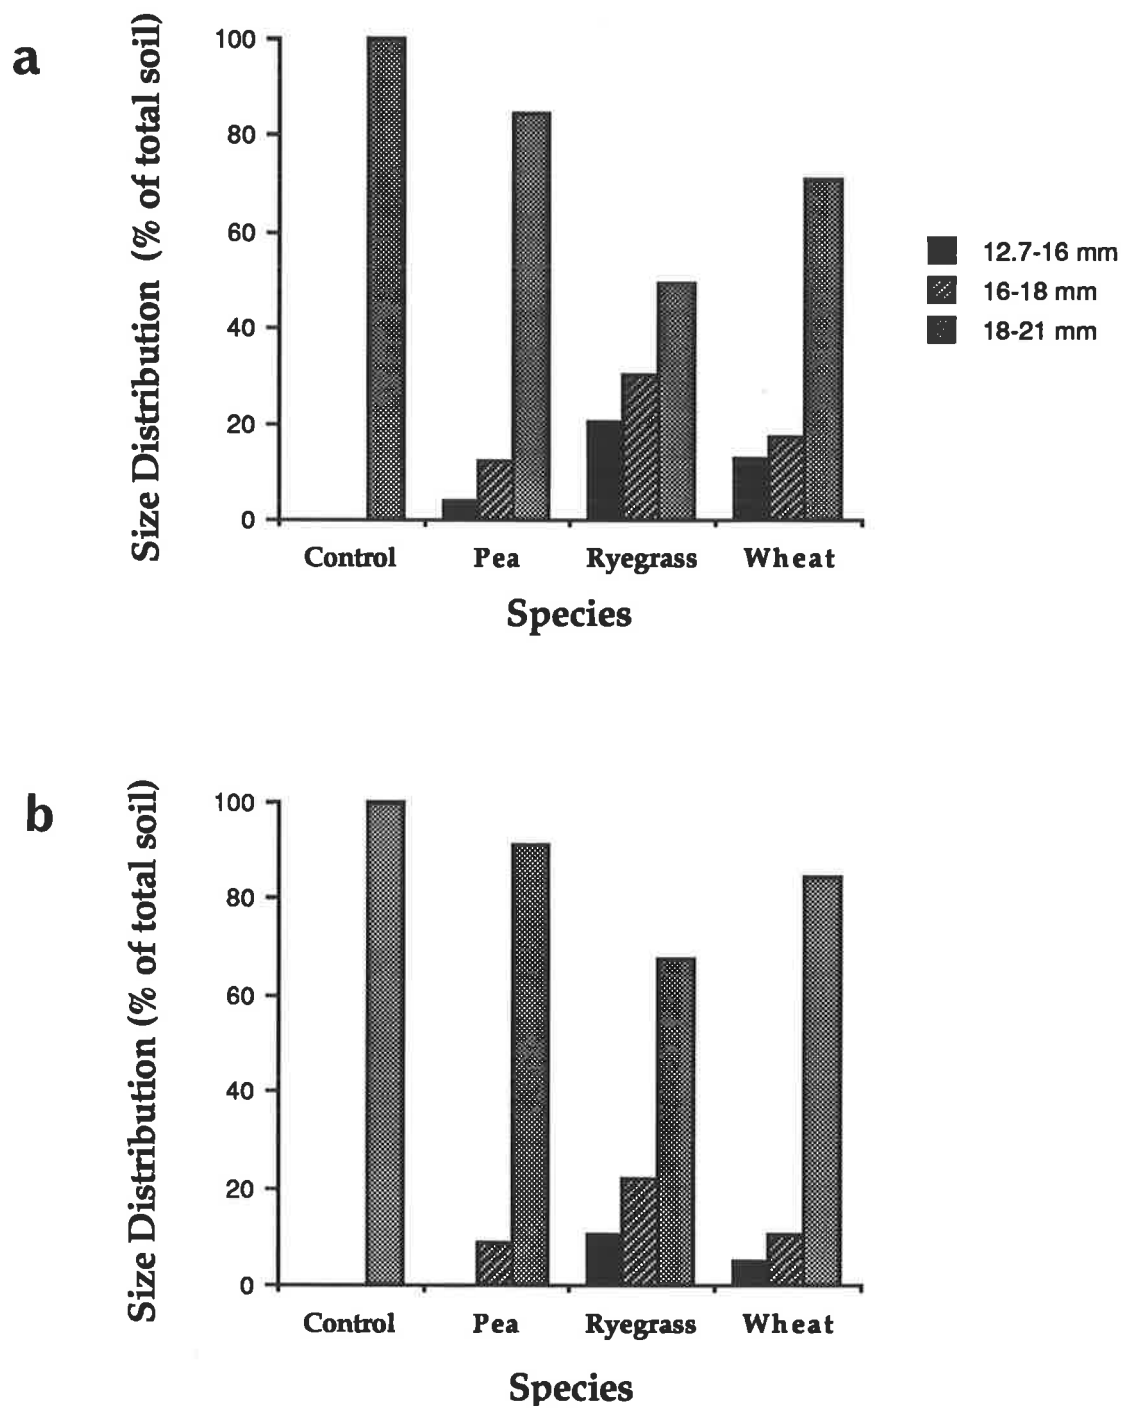 a
Size Distribution (% of total soil)
100
80
60
40
20
0
Control Pea Ryegrass Wheat
Species
12.7-16 mm
16-18 mm
18-21 mm
b
Size Distribution (% of total soil)
100
80
60
40
20
0
Control Pea Ryegrass Wheat
Species